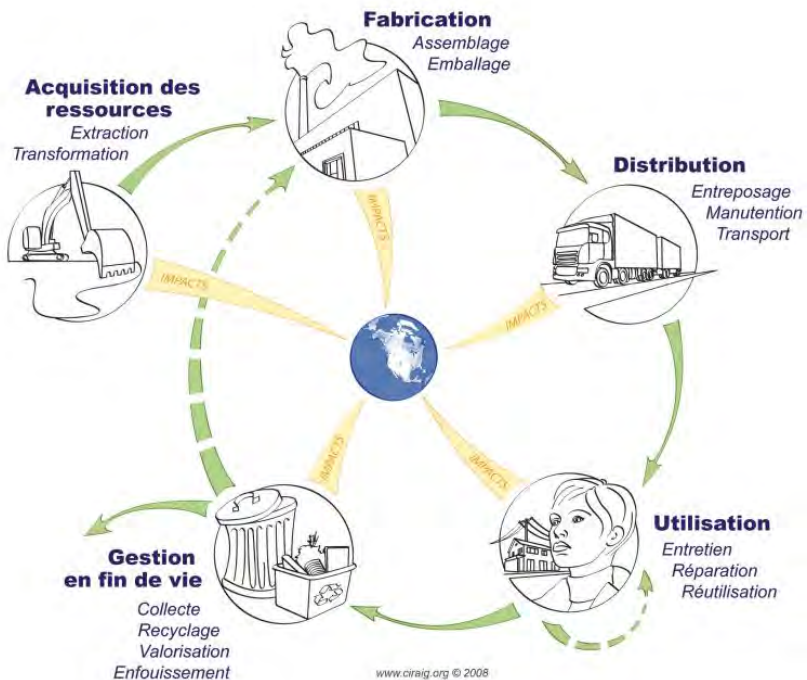 Fabrication
Assemblage
Emballage
Acquisition des
ressources
Extraction
Transformation
Distribution
Entreposage
Manutention
Transport
IMPACTS
IMPACTS
IMPACTS
IMPACTS
IMPACTS
Utilisation
Entretien
Réparation
Réutilisation
Gestion
en fin de vie
Collecte
Recyclage
Valorisation
Enfouissement
www.ciraig.org © 2008